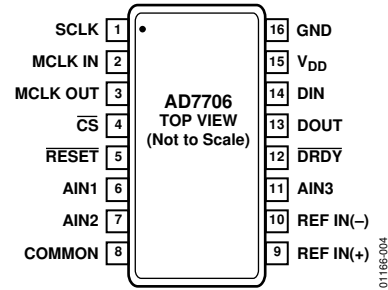 SCLK 1
MCLK IN 2
MCLK OUT 3
CS 4
RESET 5
AIN1 6
AIN2 7
COMMON 8
AD7706
TOP VIEW
(Not to Scale)
16 GND
15 VDD
14 DIN
13 DOUT
12 DRDY
11 AIN3
10 REF IN(–)
9 REF IN(+)
01166-004